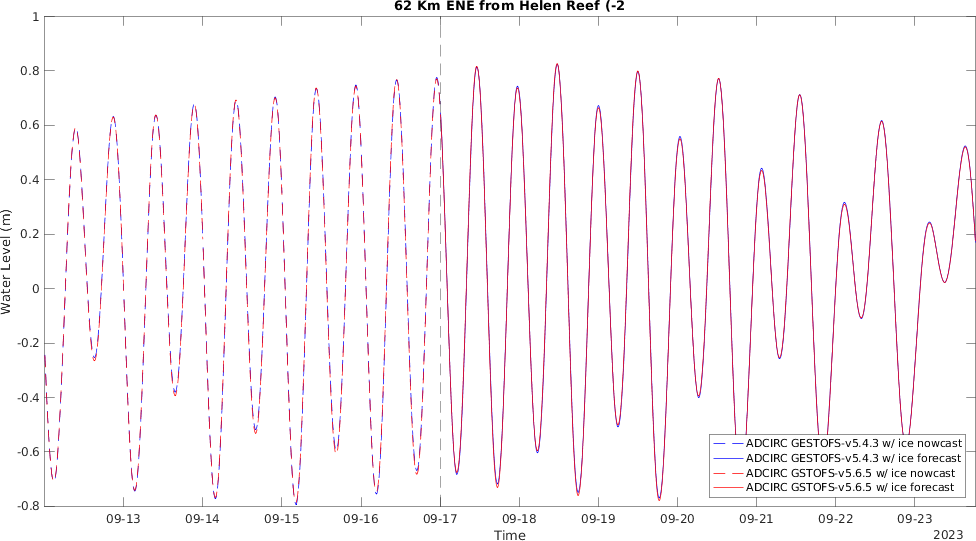 62 Km ENE from Helen Reef (-2
1
0.8
0.6
0.4
0.2
0
-0.2
-0.4
-0.6
-0.8
Water Level (m)
09-13 09-14 09-15 09-16 09-17 09-18 09-19 09-20 09-21 09-22 09-23
Time
2023
ADCIRC GESTOFS-v5.4.3 w/ ice nowcast
ADCIRC GESTOFS-v5.4.3 w/ ice forecast
ADCIRC GSTOFS-v5.6.5 w/ ice nowcast
ADCIRC GSTOFS-v5.6.5 w/ ice forecast